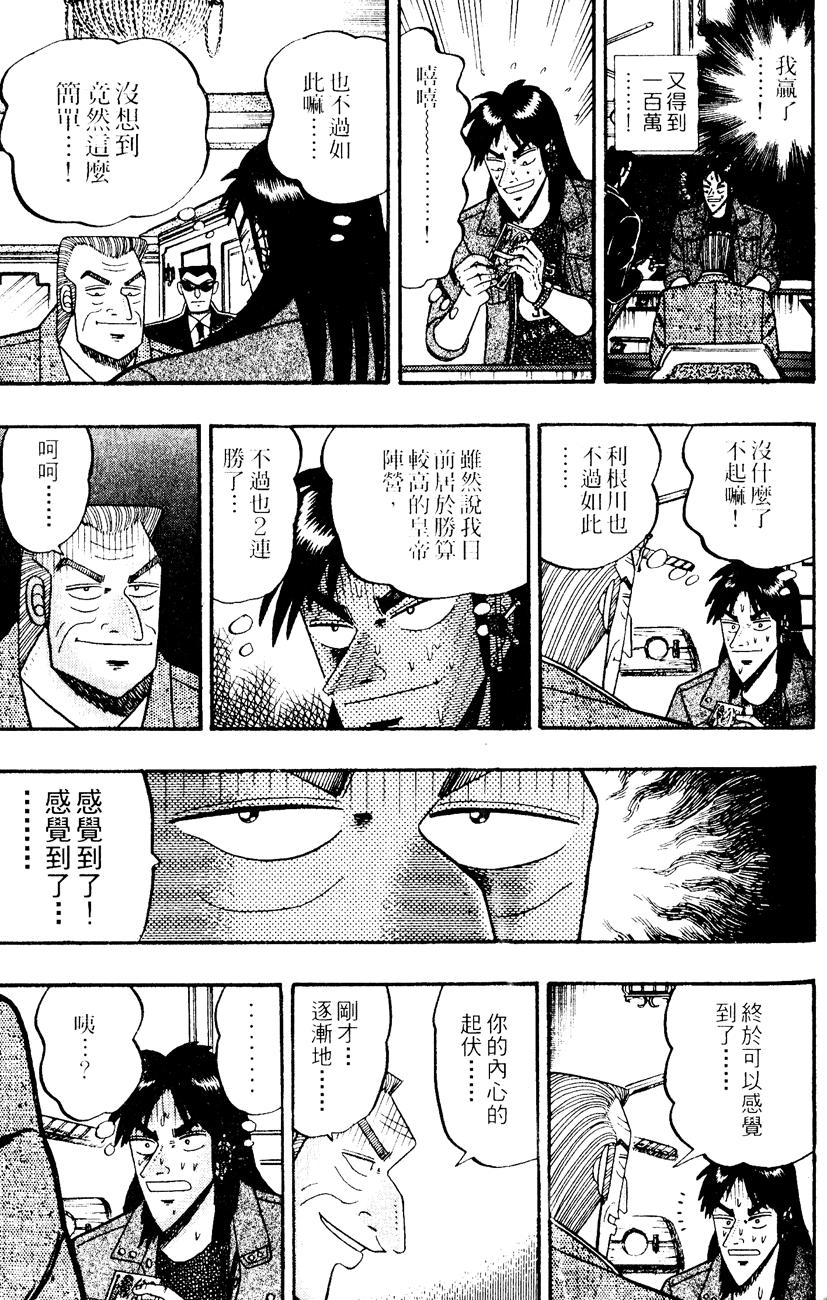 我贏了
……！
又得到
一百萬
……！
嘻嘻～～～～！
也不過如
此嘛……
沒想到
竟然這麼
簡單…！
沒什麼了
不起嘛！
利根川也
不過如此
……
雖然說我目
前居於勝算
較高的皇帝
陣營，
不過也2連
勝了…
呵呵……
感覺到了！
感覺到了…
………
終於可以感覺
到了……
你的內心的
起伏……
剛才…
逐漸地……
……
咦…？